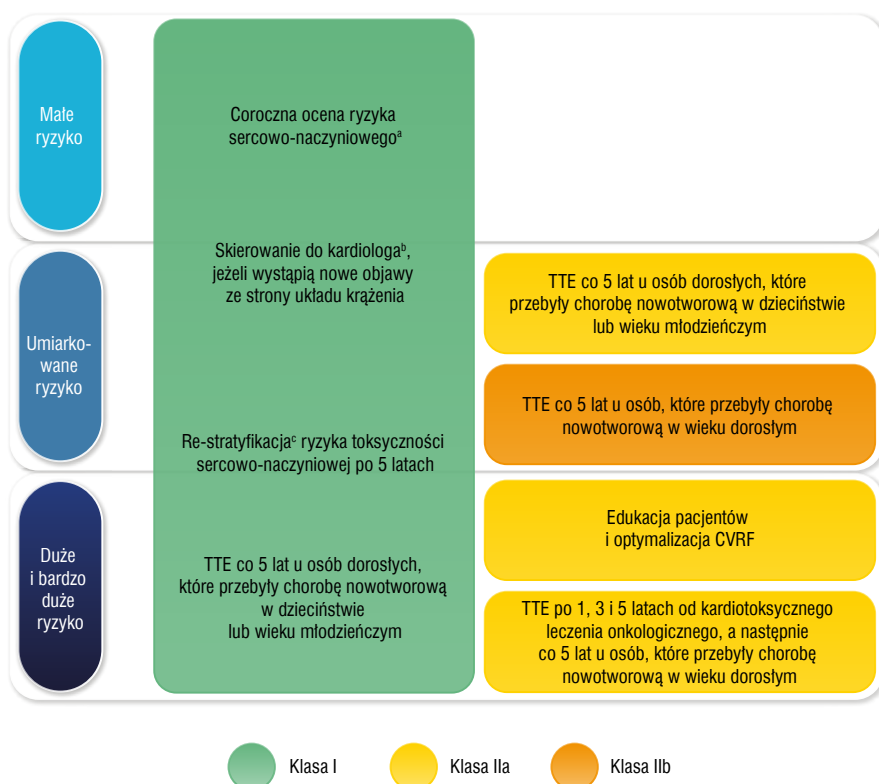 Małe
ryzyko
Coroczna ocena ryzyka
sercowo-naczyniowegoᵃ
Skierowanie do kardiologaᵇ,
jeżeli wystąpią nowe objawy
ze strony układu krążenia
Umiarko-
wane
ryzyko
TTE co 5 lat u osób dorosłych, które
przebyły chorobę nowotworową w dzieciństwie
lub wieku młodzieńczym
TTE co 5 lat u osób, które przebyły chorobę
nowotworową w wieku dorosłym
Re-stratyfikacjaᶜ ryzyka toksyczności
sercowo-naczyniowej po 5 latach
Duże
i bardzo
duże
ryzyko
TTE co 5 lat u osób dorosłych,
które przebyły chorobę nowotworową
w dzieciństwie
lub wieku młodzieńczym
Edukacja pacjentów
i optymalizacja CVRF
TTE po 1, 3 i 5 latach od kardiotoksycznego
leczenia onkologicznego, a następnie
co 5 lat u osób, które przebyły chorobę
nowotworową w wieku dorosłym
Klasa I
Klasa IIa
Klasa IIb